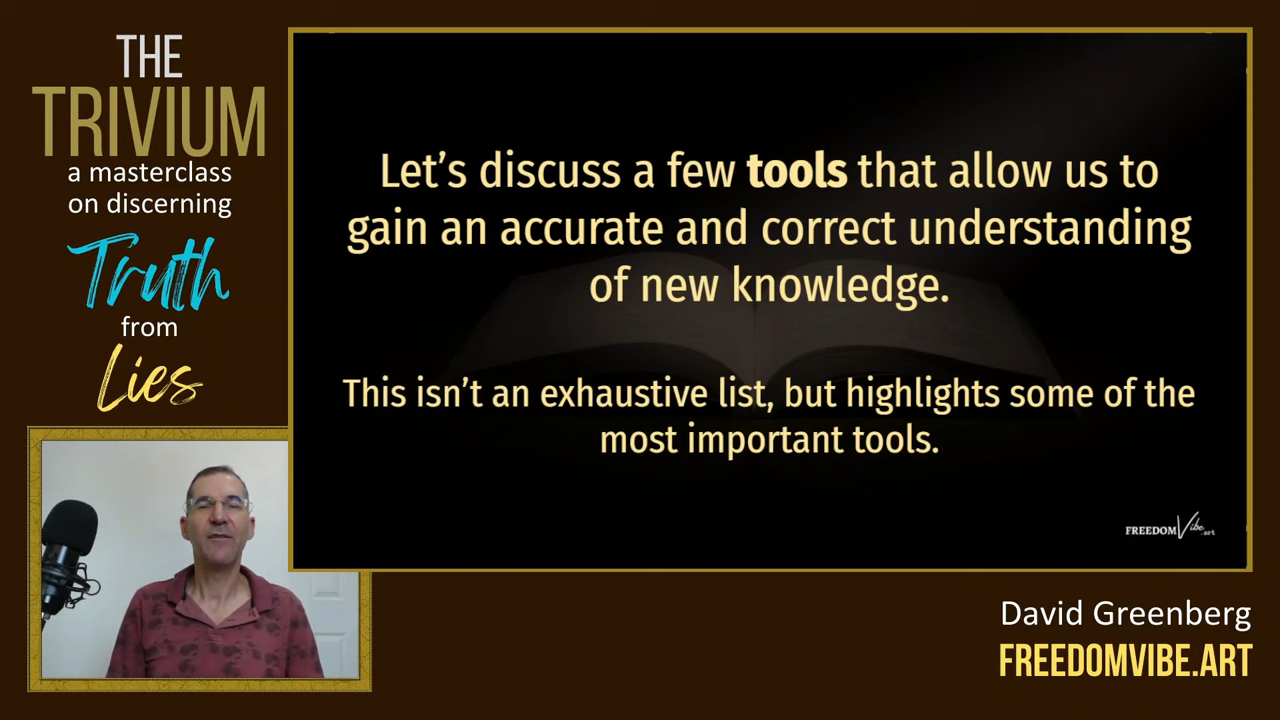 THE
TRIVIUM
a masterclass
on discerning
Truth
from
Lies
Let's discuss a few tools that allow us to
gain an accurate and correct understanding
of new knowledge.
This isn't an exhaustive list, but highlights some of the
most important tools.
FREEDOMVibe.art
David Greenberg
FREEDOMVIBE.ART